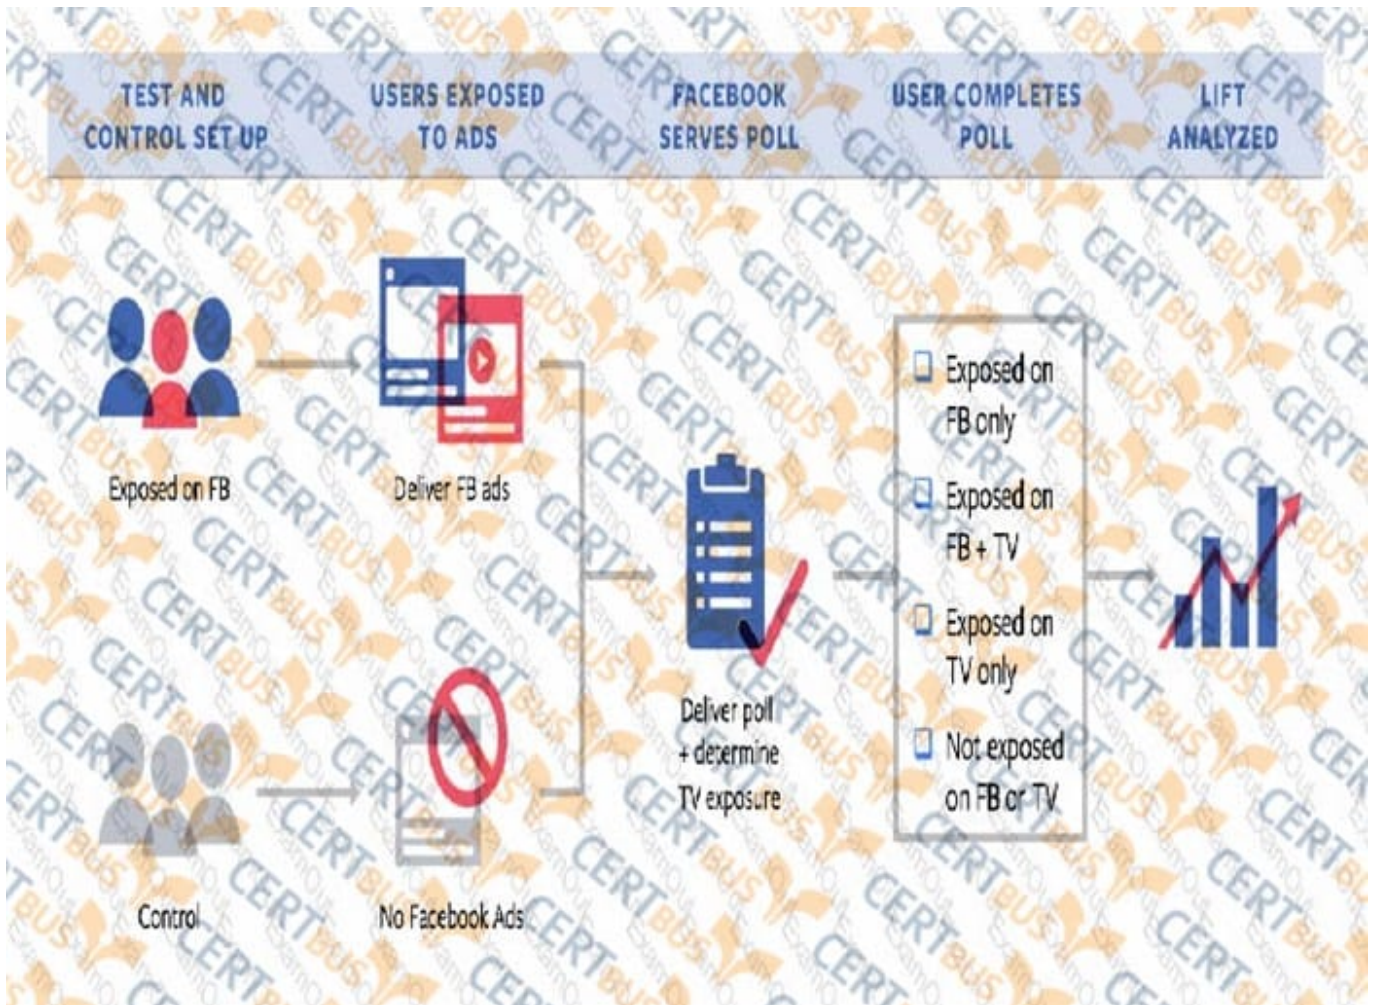 TEST AND
CONTROL SET UP
USERS EXPOSED
TO ADS
FACEBOOK
SERVES POLL
USER COMPLETES
POLL
LIFT
ANALYZED
Exposed on FB
Deliver FB ads
Deliver poll
+ determine
TV exposure
Exposed on
FB only
Exposed on
FB + TV
Exposed on
TV only
Not exposed
on FB or TV
Control
No Facebook Ads
CERTBUS